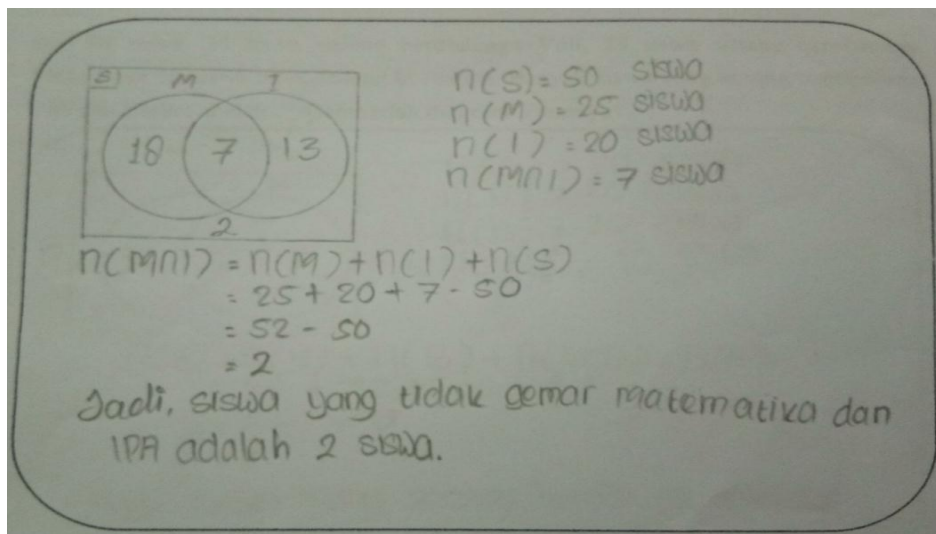 S
M I
18 7 13
2
n(S) = 50 siswa
n(M) = 25 siswa
n(I) = 20 siswa
n(M∩I) = 7 siswa
n(M∩I) = n(M) + n(I) + n(S)
= 25 + 20 + 7 - 50
= 52 - 50
= 2
Jadi, siswa yang tidak gemar matematika dan
IPA adalah 2 siswa.